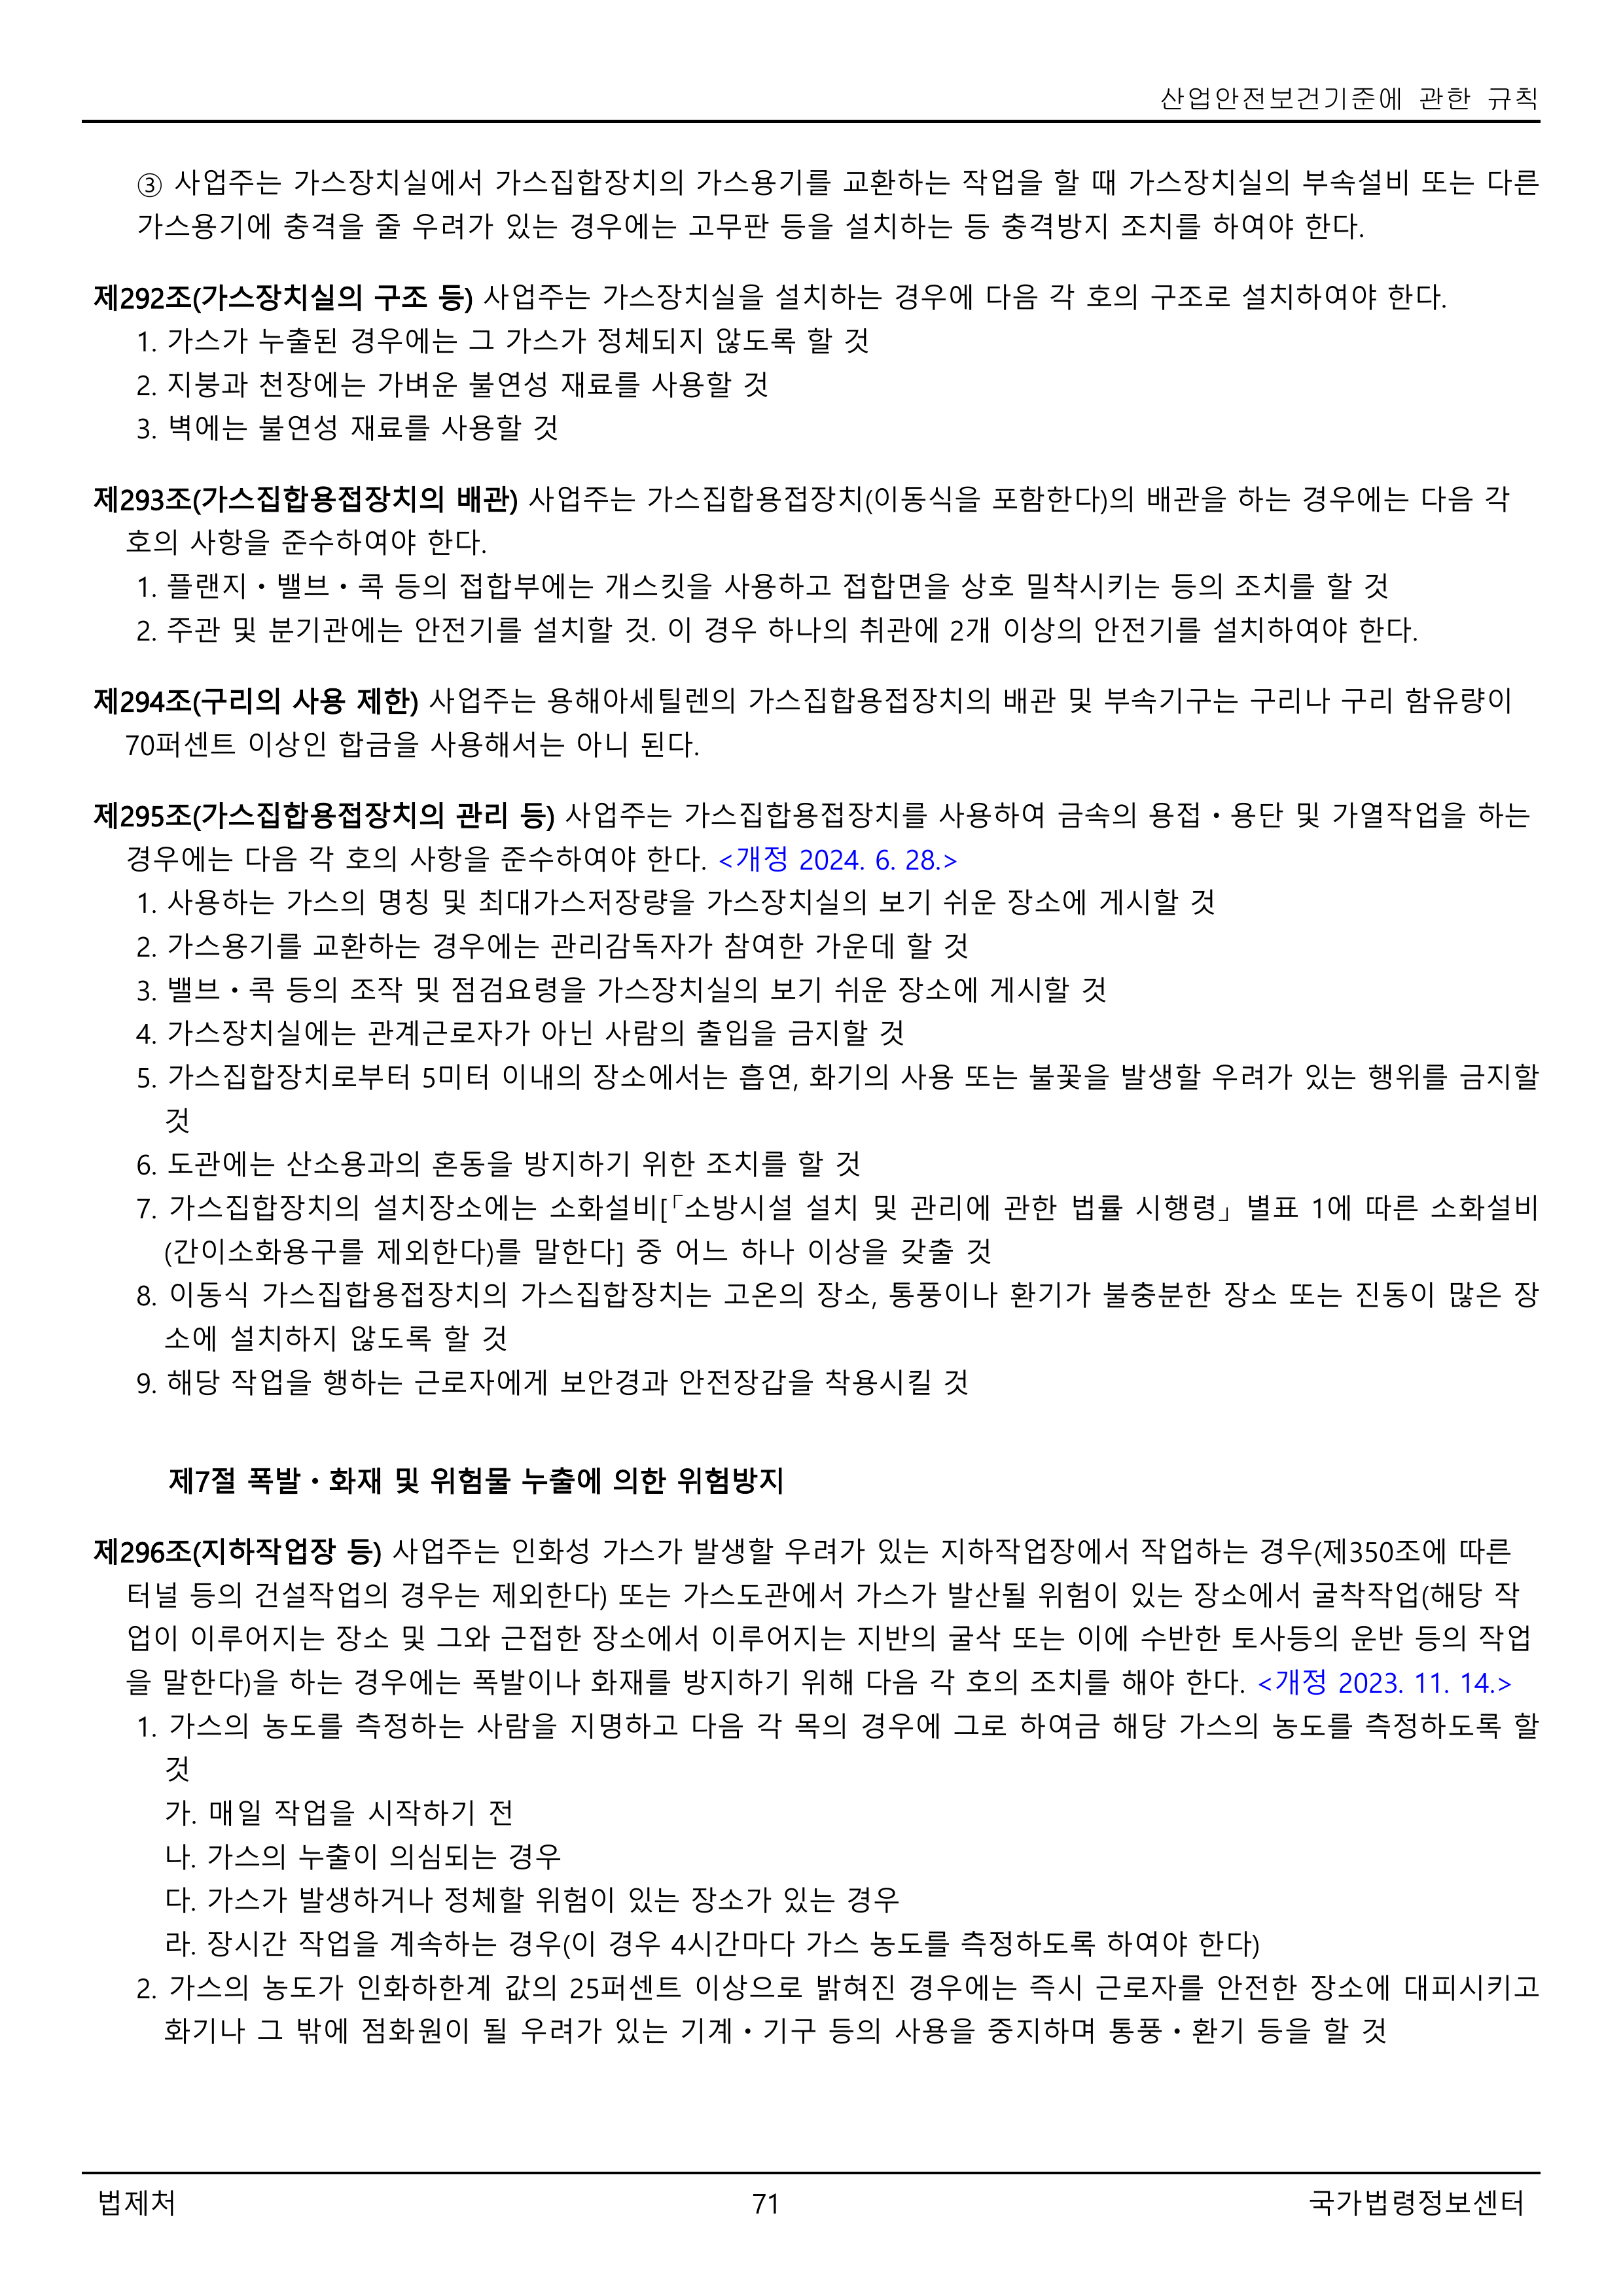 산업안전보건기준에 관한 규칙
③ 사업주는 가스장치실에서 가스집합장치의 가스용기를 교환하는 작업을 할 때 가스장치실의 부속설비 또는 다른
가스용기에 충격을 줄 우려가 있는 경우에는 고무판 등을 설치하는 등 충격방지 조치를 하여야 한다.
제292조(가스장치실의 구조 등) 사업주는 가스장치실을 설치하는 경우에 다음 각 호의 구조로 설치하여야 한다.
1. 가스가 누출된 경우에는 그 가스가 정체되지 않도록 할 것
2. 지붕과 천장에는 가벼운 불연성 재료를 사용할 것
3. 벽에는 불연성 재료를 사용할 것
제293조(가스집합용접장치의 배관) 사업주는 가스집합용접장치(이동식을 포함한다)의 배관을 하는 경우에는 다음 각
호의 사항을 준수하여야 한다.
1. 플랜지ㆍ밸브ㆍ콕 등의 접합부에는 개스킷을 사용하고 접합면을 상호 밀착시키는 등의 조치를 할 것
2. 주관 및 분기관에는 안전기를 설치할 것. 이 경우 하나의 취관에 2개 이상의 안전기를 설치하여야 한다.
제294조(구리의 사용 제한) 사업주는 용해아세틸렌의 가스집합용접장치의 배관 및 부속기구는 구리나 구리 함유량이
70퍼센트 이상인 합금을 사용해서는 아니 된다.
제295조(가스집합용접장치의 관리 등) 사업주는 가스집합용접장치를 사용하여 금속의 용접ㆍ용단 및 가열작업을 하는
경우에는 다음 각 호의 사항을 준수하여야 한다. <개정 2024. 6. 28.>
1. 사용하는 가스의 명칭 및 최대가스저장량을 가스장치실의 보기 쉬운 장소에 게시할 것
2. 가스용기를 교환하는 경우에는 관리감독자가 참여한 가운데 할 것
3. 밸브ㆍ콕 등의 조작 및 점검요령을 가스장치실의 보기 쉬운 장소에 게시할 것
4. 가스장치실에는 관계근로자가 아닌 사람의 출입을 금지할 것
5. 가스집합장치로부터 5미터 이내의 장소에서는 흡연, 화기의 사용 또는 불꽃을 발생할 우려가 있는 행위를 금지할
것
6. 도관에는 산소용과의 혼동을 방지하기 위한 조치를 할 것
7. 가스집합장치의 설치장소에는 소화설비[「소방시설 설치 및 관리에 관한 법률 시행령」 별표 1에 따른 소화설비
(간이소화용구를 제외한다)를 말한다] 중 어느 하나 이상을 갖출 것
8. 이동식 가스집합용접장치의 가스집합장치는 고온의 장소, 통풍이나 환기가 불충분한 장소 또는 진동이 많은 장
소에 설치하지 않도록 할 것
9. 해당 작업을 행하는 근로자에게 보안경과 안전장갑을 착용시킬 것
제7절 폭발ㆍ화재 및 위험물 누출에 의한 위험방지
제296조(지하작업장 등) 사업주는 인화성 가스가 발생할 우려가 있는 지하작업장에서 작업하는 경우(제350조에 따른
터널 등의 건설작업의 경우는 제외한다) 또는 가스도관에서 가스가 발산될 위험이 있는 장소에서 굴착작업(해당 작
업이 이루어지는 장소 및 그와 근접한 장소에서 이루어지는 지반의 굴삭 또는 이에 수반한 토사등의 운반 등의 작업
을 말한다)을 하는 경우에는 폭발이나 화재를 방지하기 위해 다음 각 호의 조치를 해야 한다. <개정 2023. 11. 14.>
1. 가스의 농도를 측정하는 사람을 지명하고 다음 각 목의 경우에 그로 하여금 해당 가스의 농도를 측정하도록 할
것
가. 매일 작업을 시작하기 전
나. 가스의 누출이 의심되는 경우
다. 가스가 발생하거나 정체할 위험이 있는 장소가 있는 경우
라. 장시간 작업을 계속하는 경우(이 경우 4시간마다 가스 농도를 측정하도록 하여야 한다)
2. 가스의 농도가 인화하한계 값의 25퍼센트 이상으로 밝혀진 경우에는 즉시 근로자를 안전한 장소에 대피시키고
화기나 그 밖에 점화원이 될 우려가 있는 기계ㆍ기구 등의 사용을 중지하며 통풍ㆍ환기 등을 할 것
법제처
71
국가법령정보센터